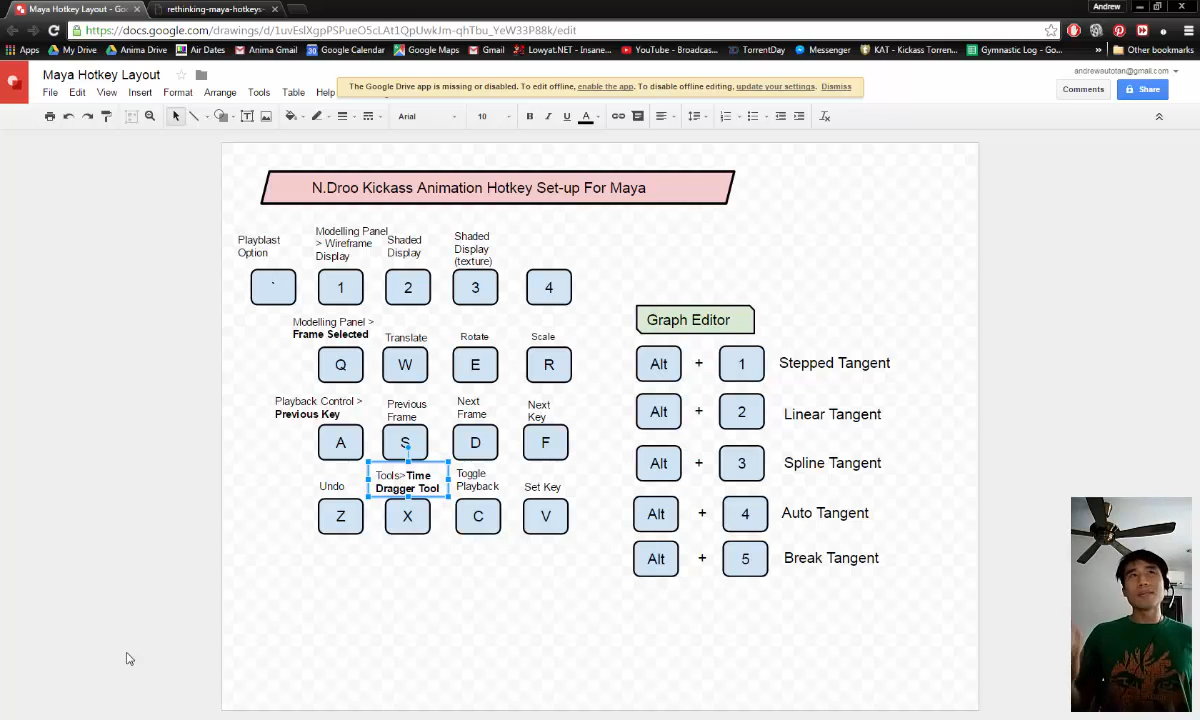 Maya Hotkey Layout - Goo
rethinking-maya-hotkeys-
Andrew
https://docs.google.com/drawings/d/1uvEslXgpPSPueO5cLAt1QpUwkJm-qhTbu_YeW33P88k/edit
Apps
My Drive
Anima Drive
Air Dates
Anima Gmail
Google Calendar
Google Maps
Gmail
Lowyat.NET - Insane...
YouTube - Broadcas...
TorrentDay
Messenger
KAT - Kickass Torren...
Gymnastic Log - Go...
»
Other bookmarks
Maya Hotkey Layout
andrewautotan@gmail.com
File Edit View Insert Format Arrange Tools Table Help
The Google Drive app is missing or disabled. To edit offline, enable the app. To disable offline editing, update your settings. Dismiss
Comments
Share
Arial
10
B I U A
N.Droo Kickass Animation Hotkey Set-up For Maya
Playblast
Option
Modelling Panel
> Wireframe
Display
Shaded
Display
Shaded
Display
(texture)
` 1 2 3 4
Modelling Panel >
Frame Selected
Translate
Rotate
Scale
Q W E R
Playback Control >
Previous Key
Previous
Frame
Next
Frame
Next
Key
A S D F
Undo
Tools>Time
Dragger Tool
Toggle
Playback
Set Key
Z X C V
Graph Editor
Alt + 1 Stepped Tangent
Alt + 2 Linear Tangent
Alt + 3 Spline Tangent
Alt + 4 Auto Tangent
Alt + 5 Break Tangent